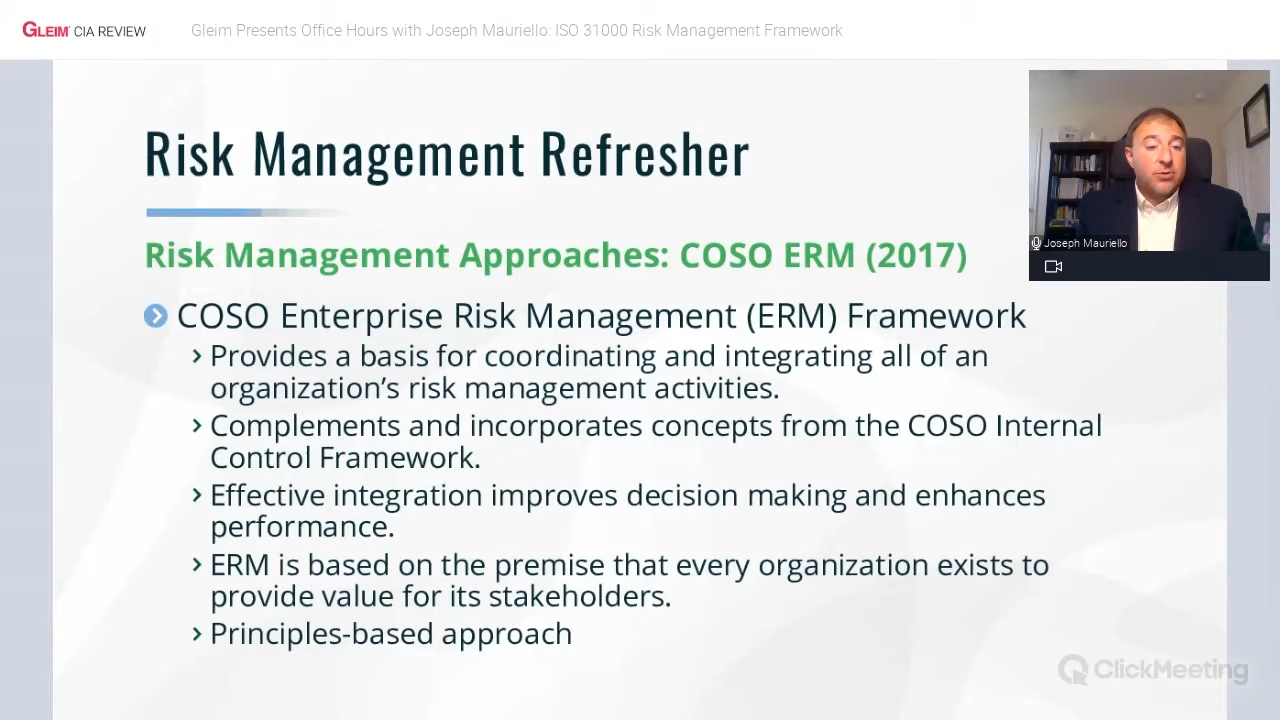 GLEIM CIA REVIEW
Gleim Presents Office Hours with Joseph Mauriello: ISO 31000 Risk Management Framework
Risk Management Refresher
Joseph Mauriello
Risk Management Approaches: COSO ERM (2017)
COSO Enterprise Risk Management (ERM) Framework
Provides a basis for coordinating and integrating all of an
organization’s risk management activities.
Complements and incorporates concepts from the COSO Internal
Control Framework.
Effective integration improves decision making and enhances
performance.
ERM is based on the premise that every organization exists to
provide value for its stakeholders.
Principles-based approach
ClickMeeting